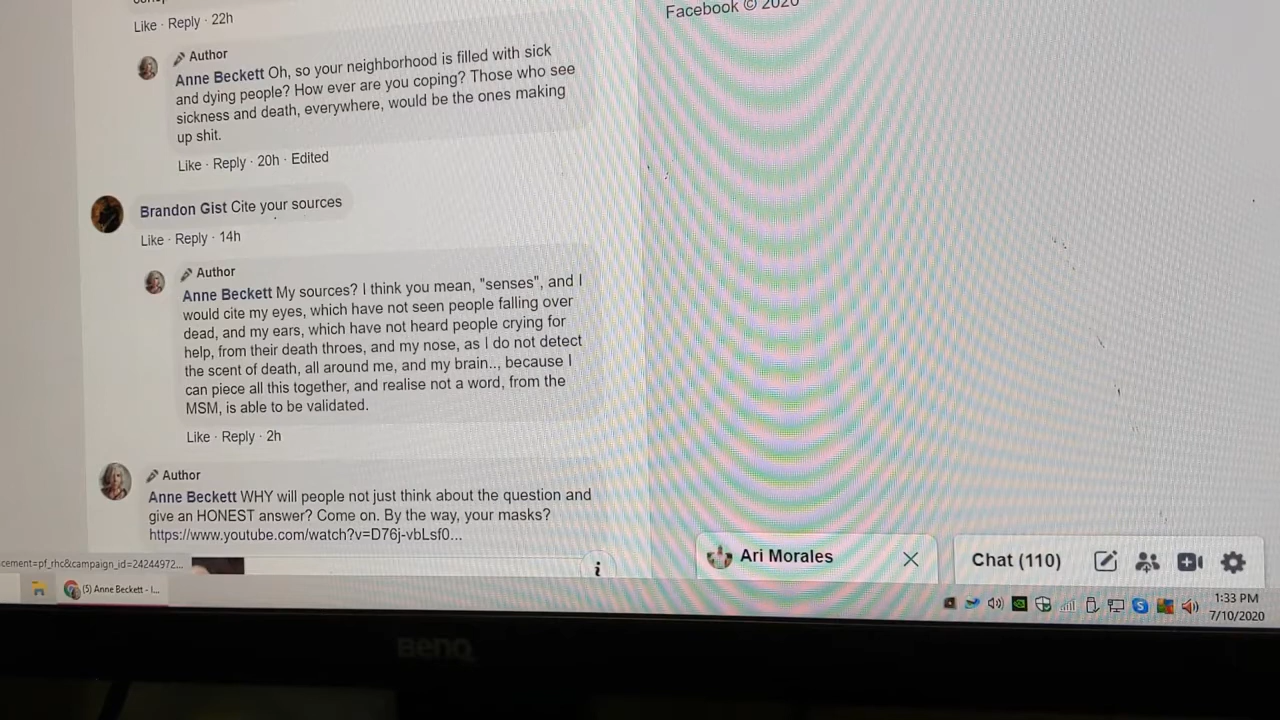 Like · Reply · 22h
Facebook © 2020
Author
Anne Beckett Oh, so your neighborhood is filled with sick
and dying people? How ever are you coping? Those who see
sickness and death, everywhere, would be the ones making
up shit.
Like · Reply · 20h · Edited
Brandon Gist Cite your sources
Like · Reply · 14h
Author
Anne Beckett My sources? I think you mean, "senses", and I
would cite my eyes, which have not seen people falling over
dead, and my ears, which have not heard people crying for
help, from their death throes, and my nose, as I do not detect
the scent of death, all around me, and my brain.., because I
can piece all this together, and realise not a word, from the
MSM, is able to be validated.
Like · Reply · 2h
Author
Anne Beckett WHY will people not just think about the question and
give an HONEST answer? Come on. By the way, your masks?
https://www.youtube.com/watch?v=D76j-vbLsf0...
Ari Morales
Chat (110)
cement=pf_rhc&campaign_id=24244972...
(5) Anne Beckett - I...
1:33 PM
7/10/2020
BenQ